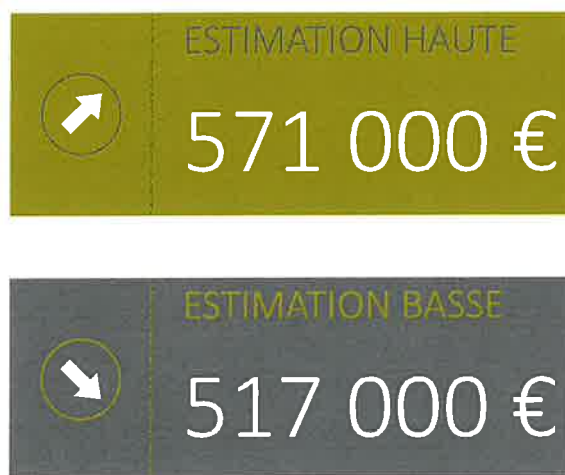 ESTIMATION HAUTE
571 000 €
ESTIMATION BASSE
517 000 €